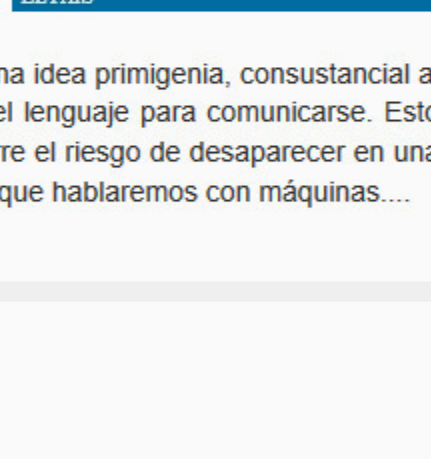 na idea primigenia, consustancial a
el lenguaje para comunicarse. Esto
rre el riesgo de desaparecer en una
que hablaremos con máquinas....